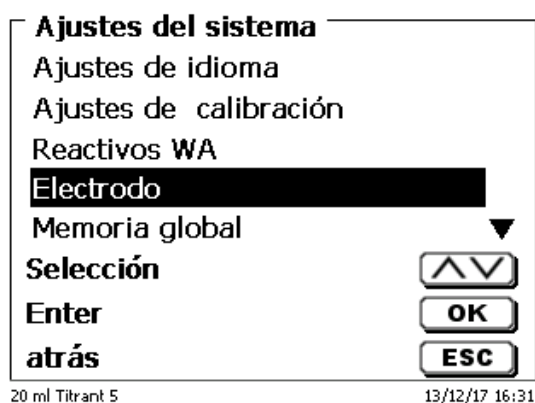 Ajustes del sistema
Ajustes de idioma
Ajustes de calibración
Reactivos WA
Electrodo
Memoria global
Selección
Enter OK
atrás ESC
20 ml Titrant 5 13/12/17 16:31